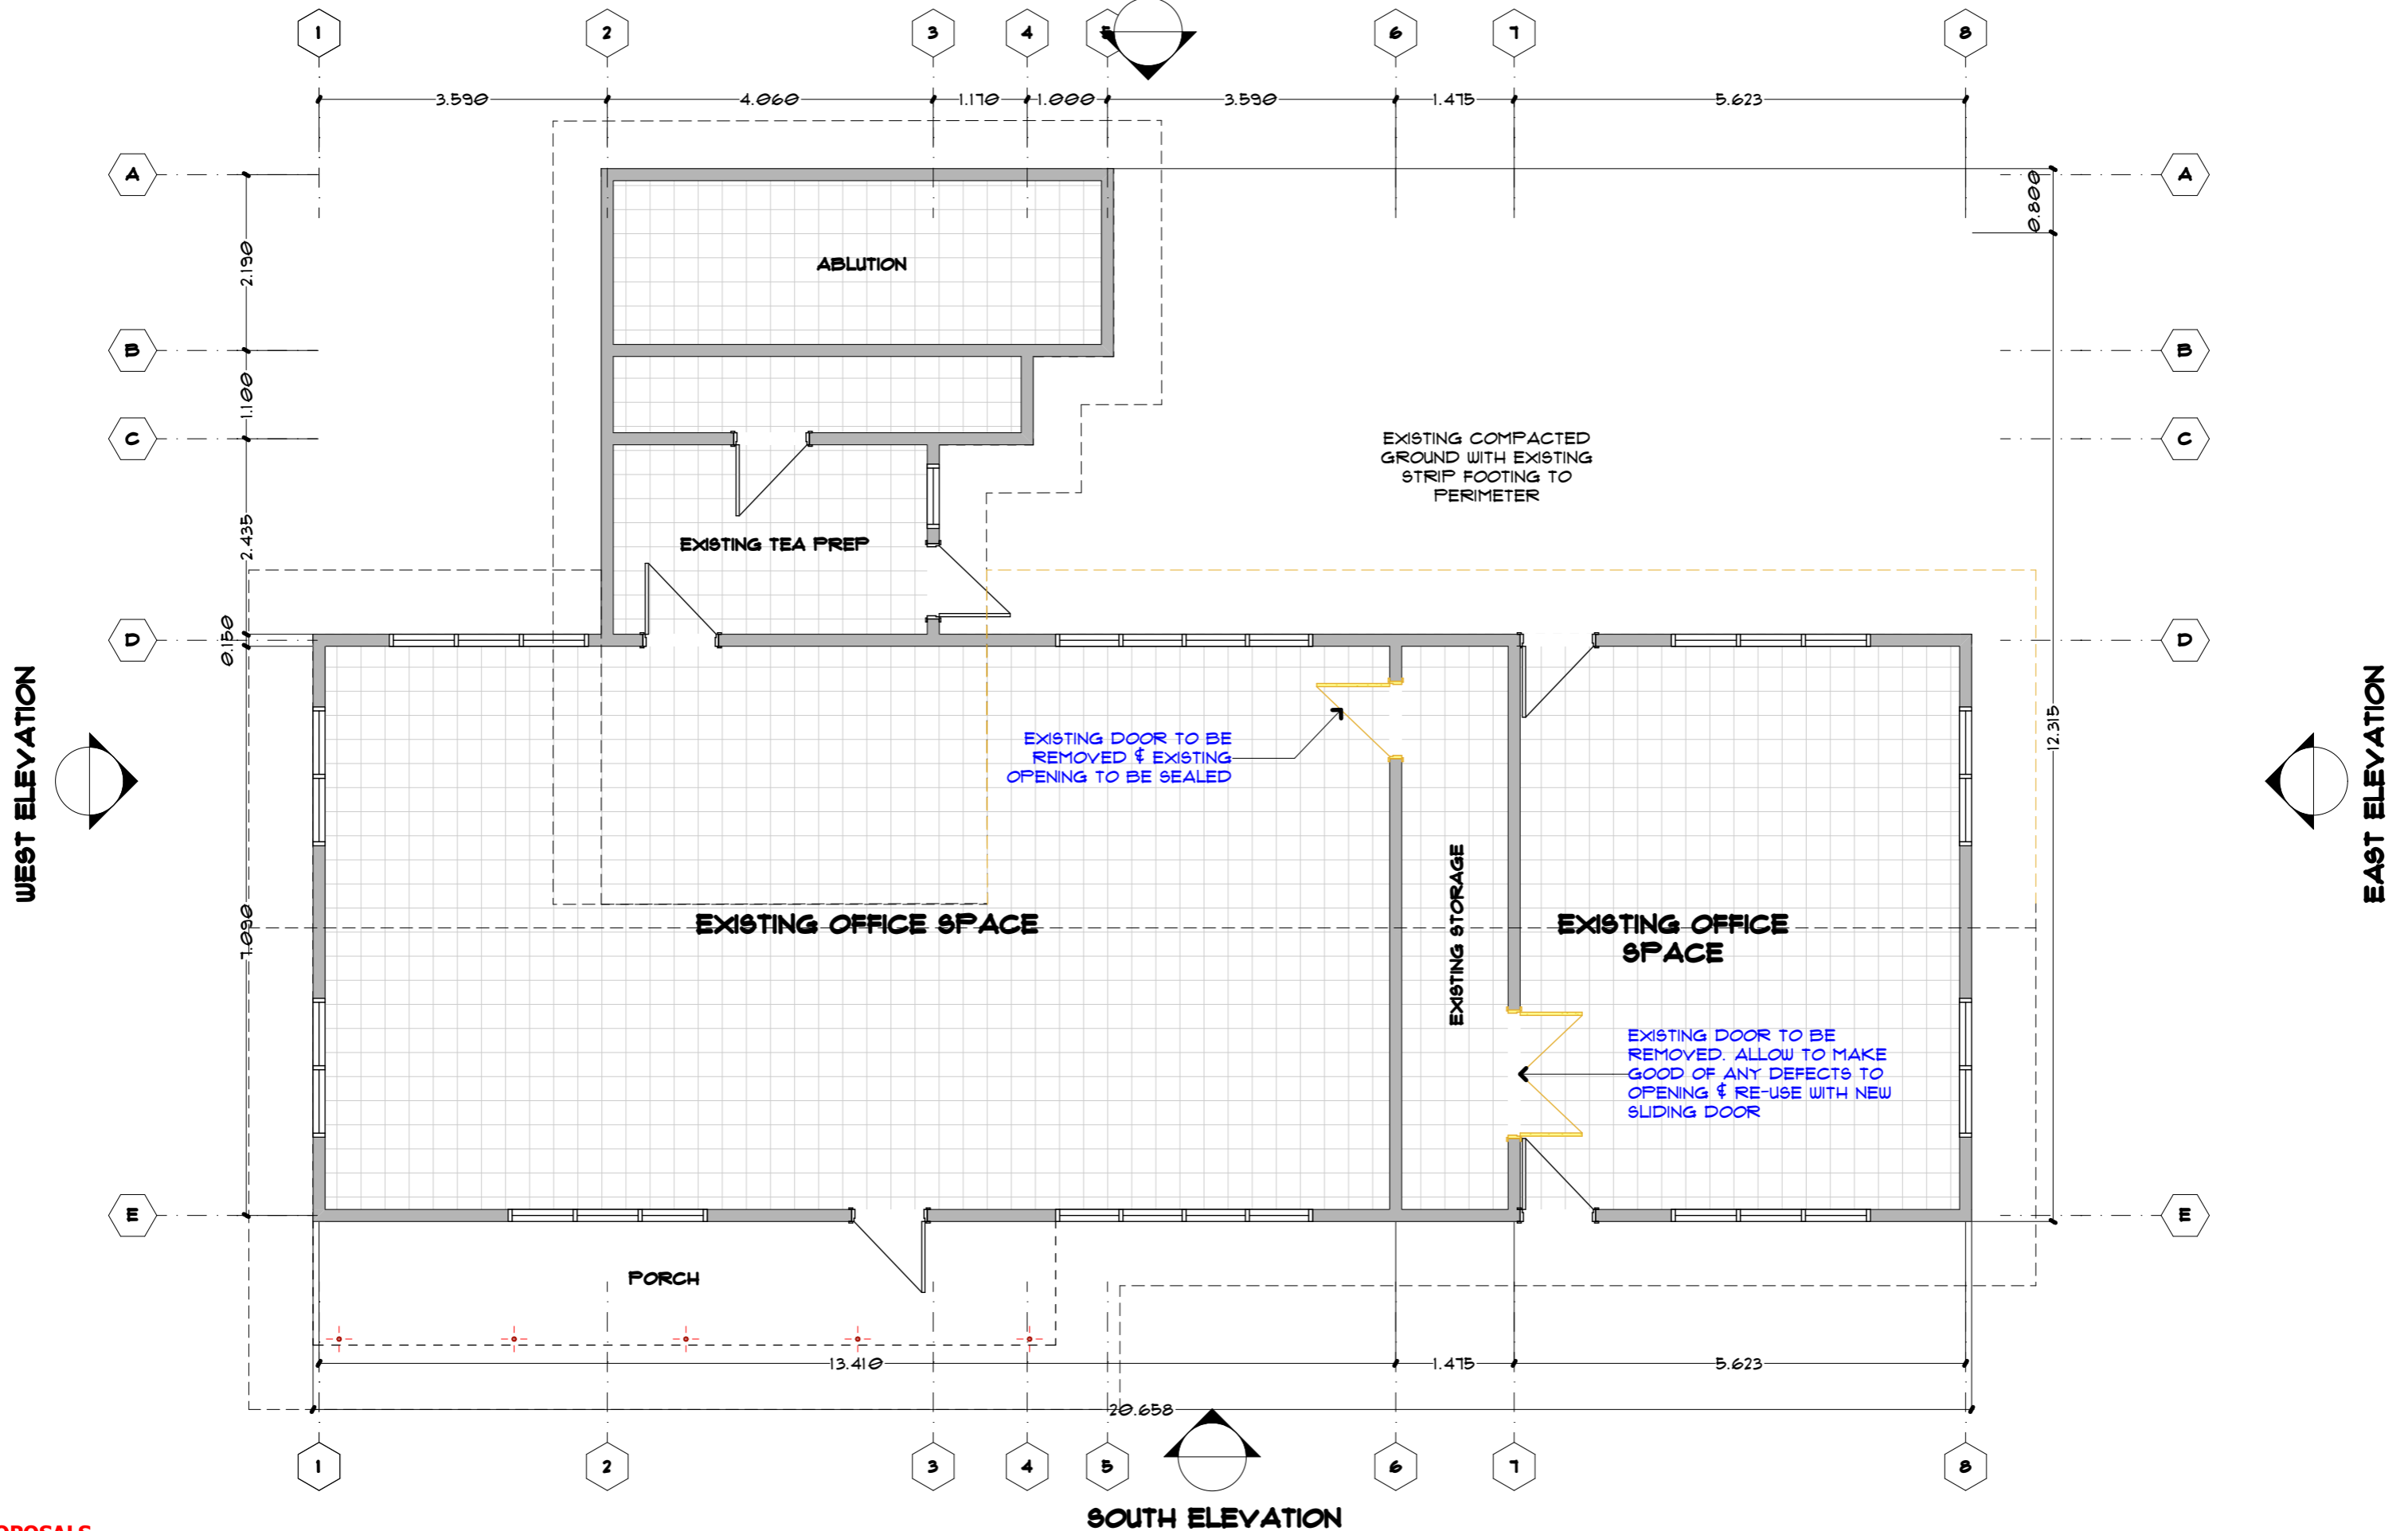 1 2 3 4 6 7 8
3.590 4.060 1.170 1.000 3.590 1.475 5.623
A A
0.800
2.190
ABLUTION
B B
1.100
C C
EXISTING COMPACTED
GROUND WITH EXISTING
STRIP FOOTING TO
PERIMETER
2.435
EXISTING TEA PREP
0.150
D D
WEST ELEVATION
EAST ELEVATION
12.315
EXISTING DOOR TO BE
REMOVED & EXISTING
OPENING TO BE SEALED
7.090
EXISTING OFFICE SPACE
EXISTING STORAGE
EXISTING OFFICE
SPACE
EXISTING DOOR TO BE
REMOVED. ALLOW TO MAKE
GOOD OF ANY DEFECTS TO
OPENING & RE-USE WITH NEW
SLIDING DOOR
E E
PORCH
13.410 1.475 5.623
20.658
1 2 3 4 5 6 7 8
SOUTH ELEVATION